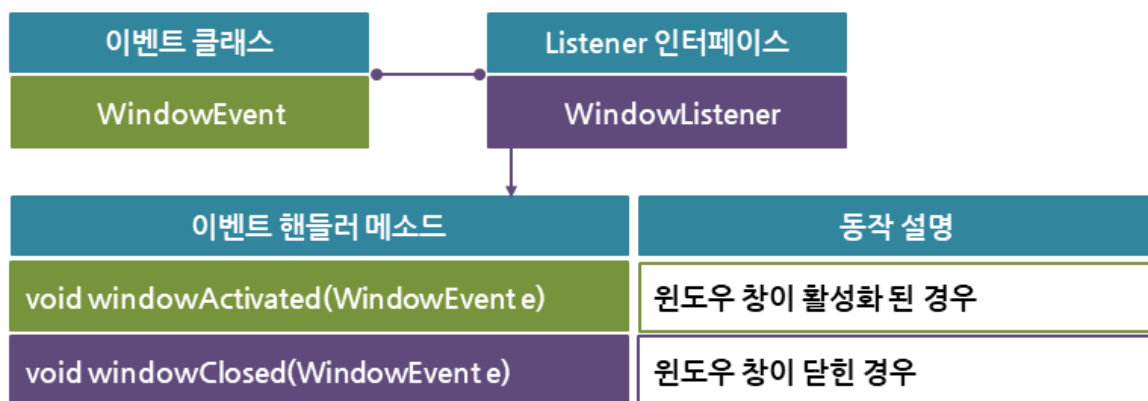 이벤트 클래스
Listener 인터페이스
WindowEvent
WindowListener
이벤트 핸들러 메소드
동작 설명
void windowActivated(WindowEvent e)
윈도우 창이 활성화 된 경우
void windowClosed(WindowEvent e)
윈도우 창이 닫힌 경우